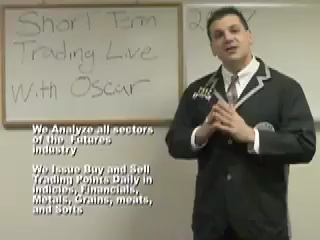 Short Term
Trading Live
With Oscar
We Analyze all sectors
of the Futures
industry
We Issue Buy and Sell
Trading Points Daily in
Indicies, Financials,
Metals, Grains, meats,
and Softs